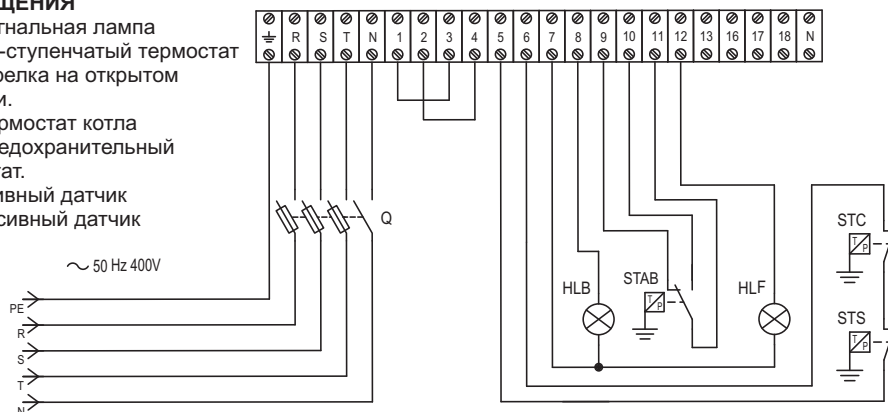 гнальная лампа
-ступенчатый термостат
релка на открытом
и.
рмостат котла
едохранительный
тат.
ивный датчик
сивный датчик
R S T N 1 2 3 4 5 6 7 8 9 10 11 12 13 16 17 18 N
Q
50 Hz 400V
PE
R
S
T
N
HLB
STAB
T P
HLF
STC
T P
STS
T P